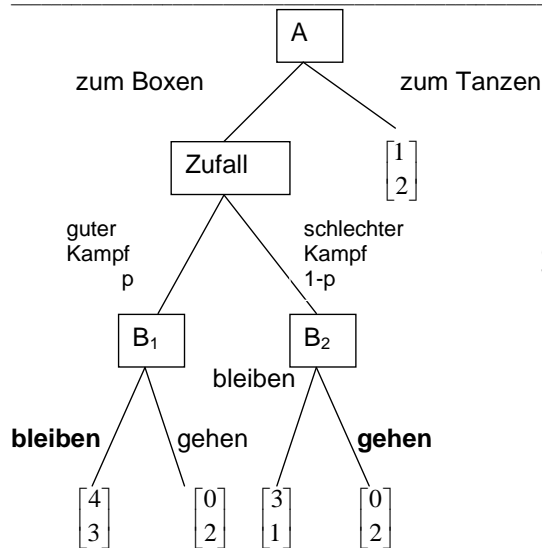 A
zum Boxen
zum Tanzen
Zufall
1
2
guter
Kampf
p
schlechter
Kampf
1-p
B₁
B₂
bleiben
bleiben
gehen
gehen
4
3
0
2
3
1
0
2